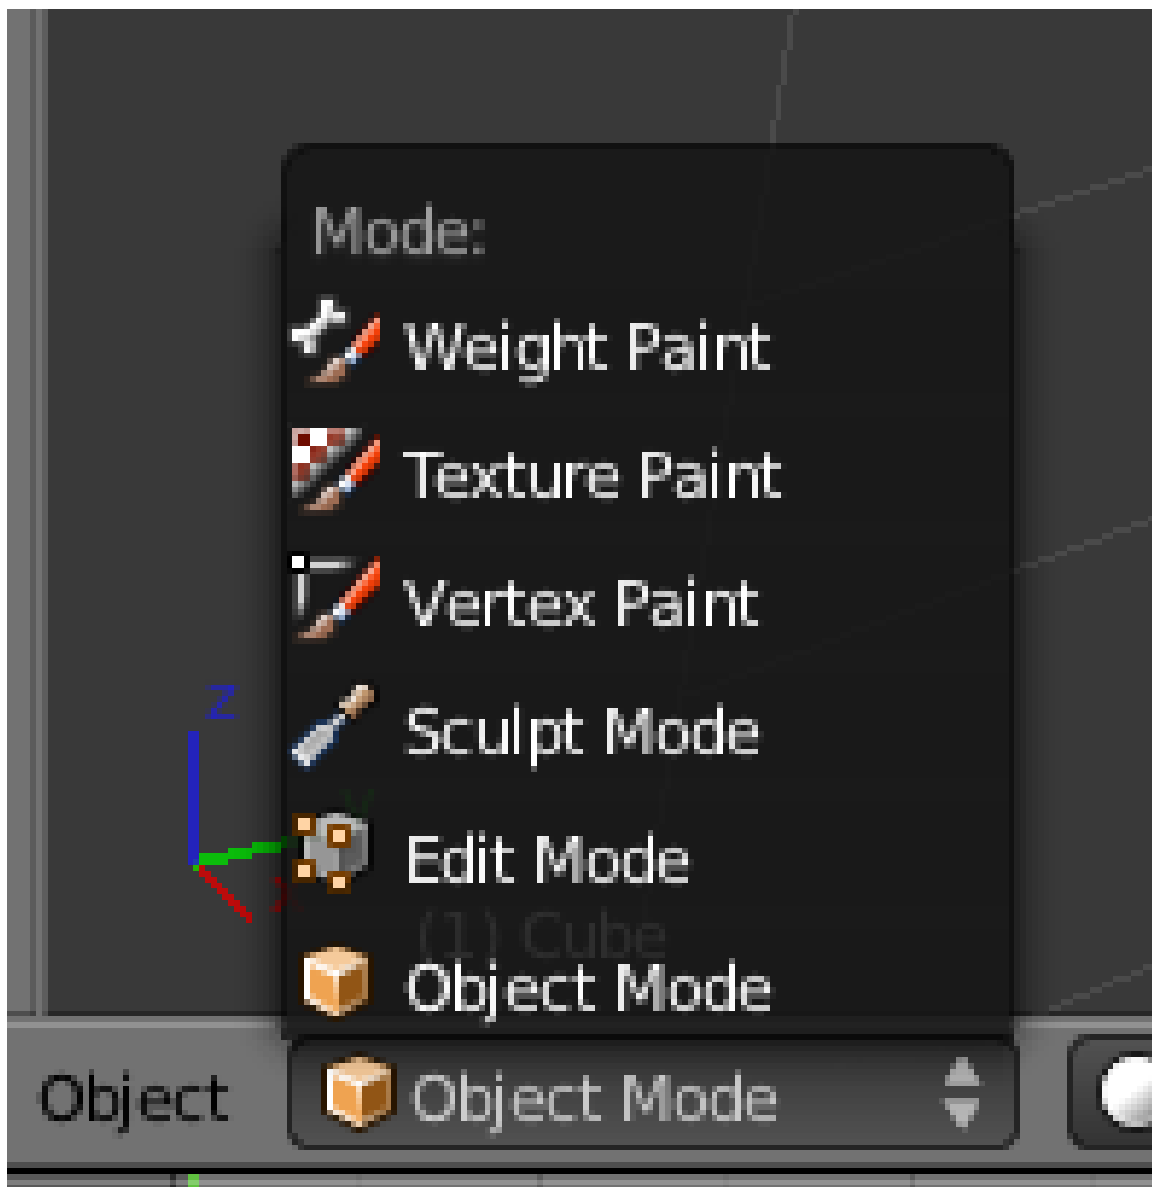 Mode:
Weight Paint
Texture Paint
Vertex Paint
Sculpt Mode
z
Edit Mode
y
x
(1) Cube
Object Mode
Object
Object Mode